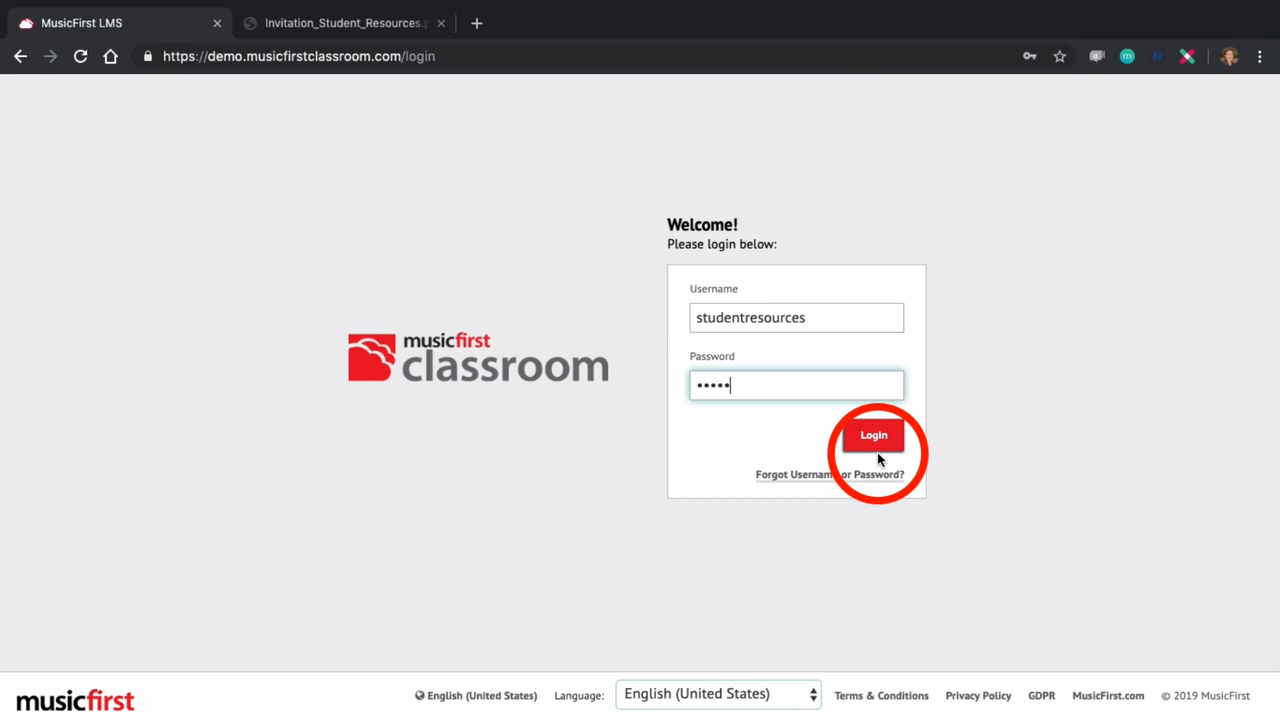 MusicFirst LMS
Invitation_Student_Resources.
https://demo.musicfirstclassroom.com/login
Welcome!
Please login below:
Username
studentresources
musicfirst
classroom
Password
•••••
Login
Forgot Username or Password?
musicfirst
English (United States)
Language:
English (United States)
Terms & Conditions
Privacy Policy
GDPR
MusicFirst.com
© 2019 MusicFirst